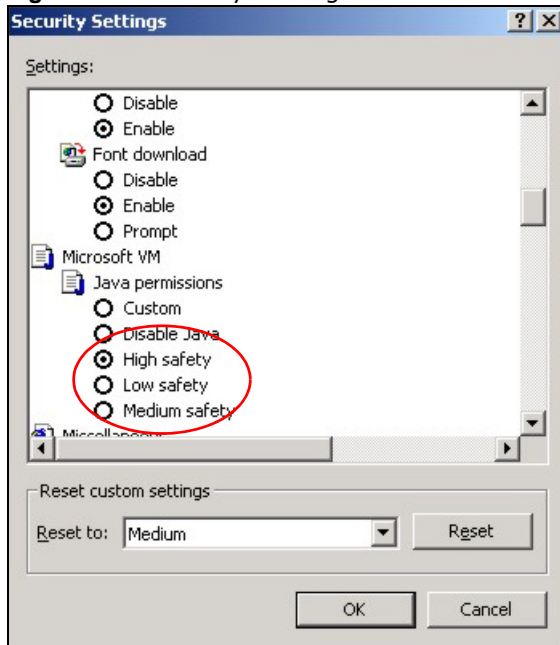 Security Settings
Settings:
Disable
Enable
Font download
Disable
Enable
Prompt
Microsoft VM
Java permissions
Custom
Disable Java
High safety
Low safety
Medium safety
Miscellaneous
Reset custom settings
Reset to: Medium Reset
OK Cancel